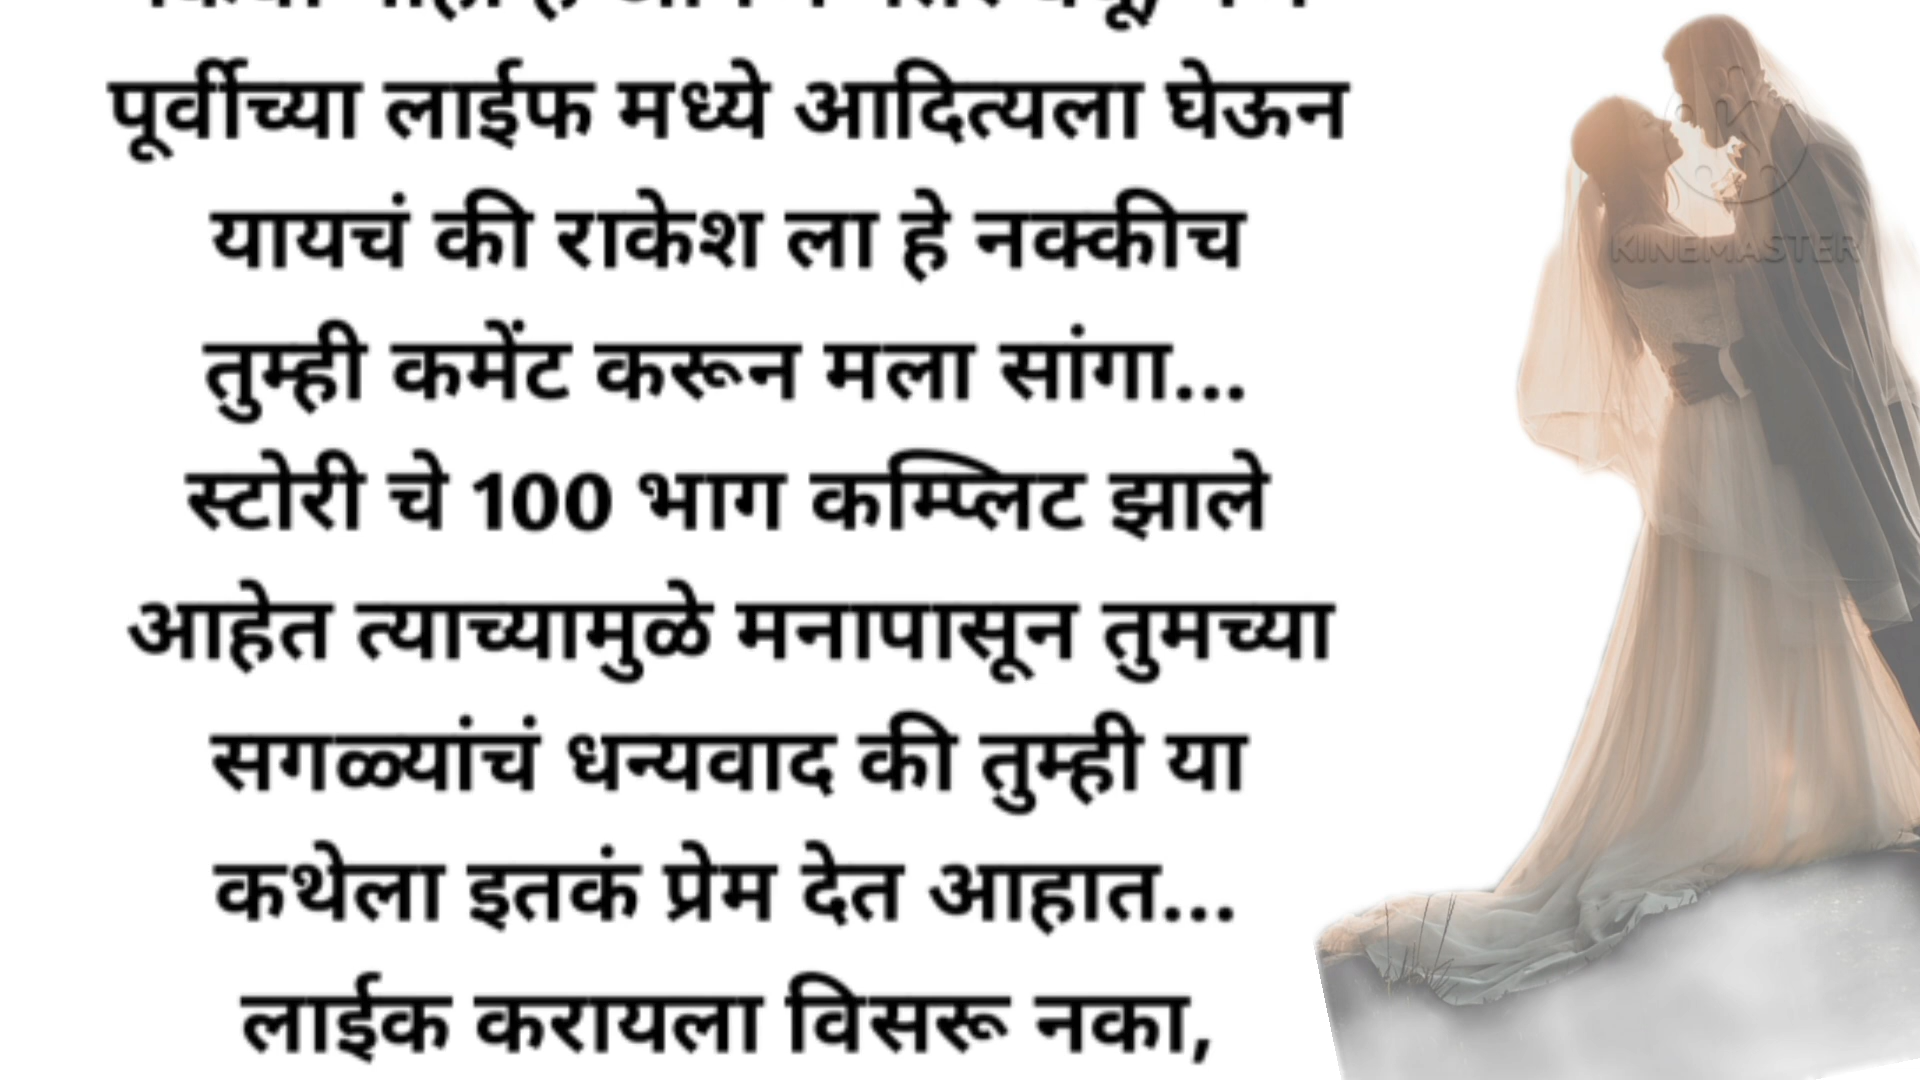 पूर्वीच्या लाईफ मध्ये आदित्यला घेऊन
यायचं की राकेश ला हे नक्कीच
तुम्ही कमेंट करून मला सांगा...
स्टोरी चे 100 भाग कम्प्लिट झाले
आहेत त्याच्यामुळे मनापासून तुमच्या
सगळ्यांचं धन्यवाद की तुम्ही या
कथेला इतकं प्रेम देत आहात...
लाईक करायला विसरू नका,
KINEMASTER